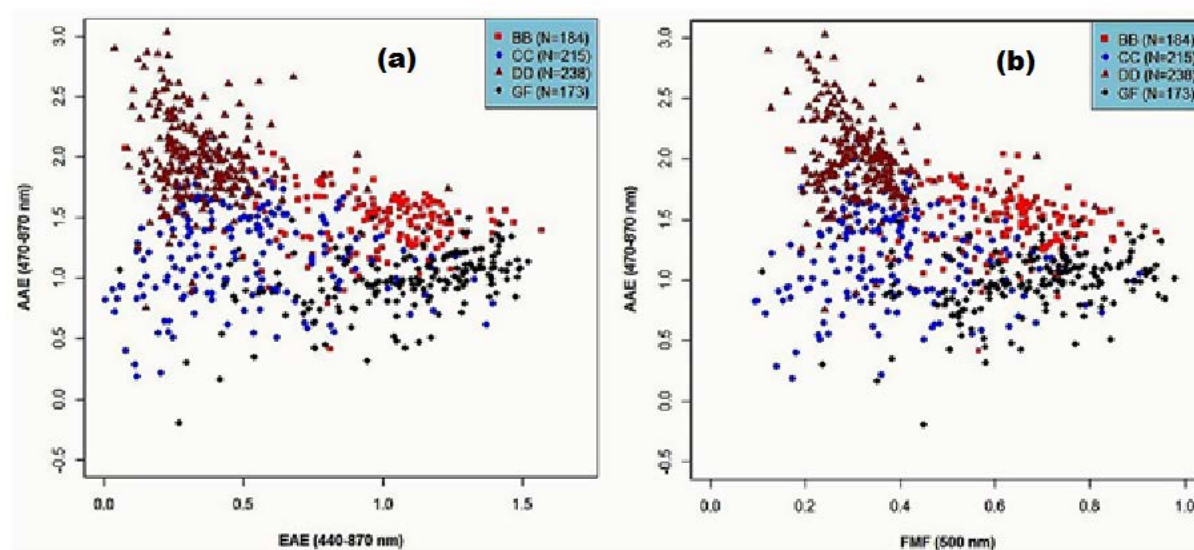 (a)
BB (N=184)
CC (N=215)
DD (N=238)
GF (N=173)
AAE (470-870 nm)
3.0
2.5
2.0
1.5
1.0
0.5
0.0
-0.5
0.0
0.5
1.0
1.5
EAE (440-870 nm)
(b)
BB (N=184)
CC (N=215)
DD (N=238)
GF (N=173)
AAE (470-870 nm)
3.0
2.5
2.0
1.5
1.0
0.5
0.0
-0.5
0.0
0.2
0.4
0.6
0.8
1.0
FMF (500 nm)